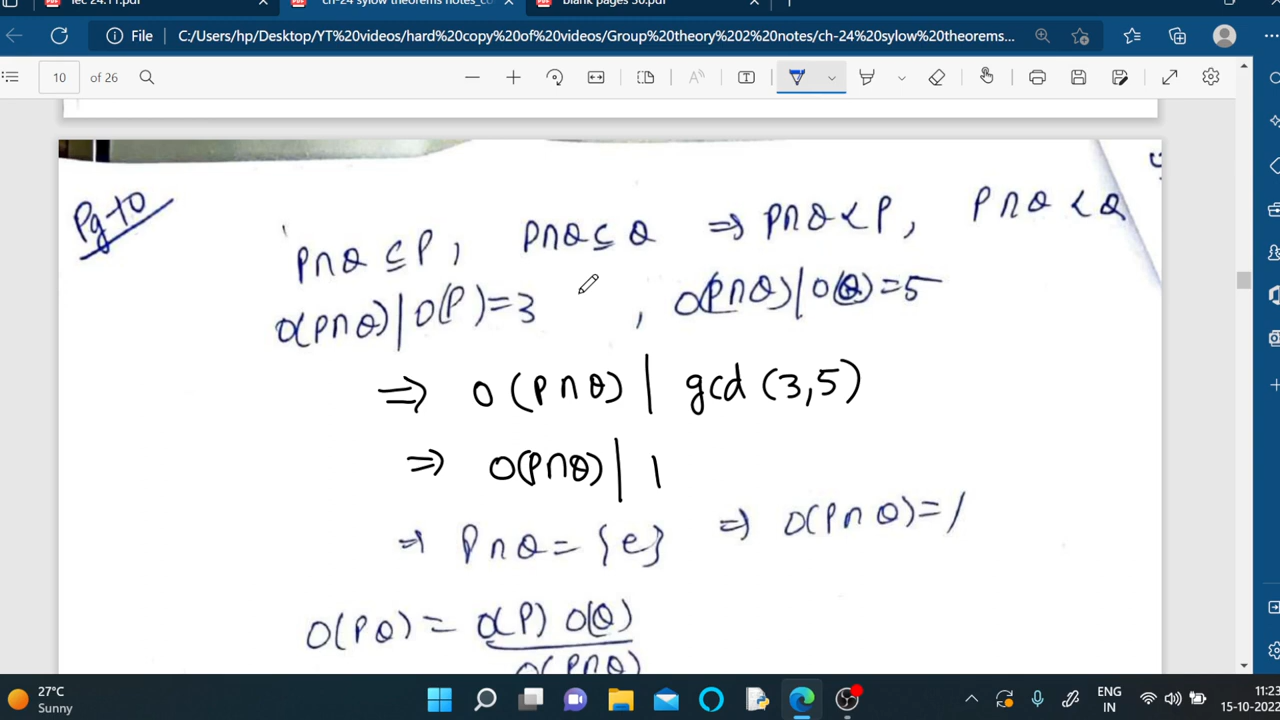 lec 24.11.pdf
ch-24 sylow theorems notes_co
blank pages 50.pdf
File C:/Users/hp/Desktop/YT%20videos/hard%20copy%20of%20videos/Group%20theory%202%20notes/ch-24%20sylow%20theorems...
10 of 26
Pg-10
P∩Q ⊆ P, P∩Q ⊆ Q ⇒ P∩Q < P, P∩Q < Q
O(P∩Q) | O(P) = 3 , O(P∩Q) | O(Q) = 5
⇒ O(P∩Q) | gcd (3,5)
⇒ O(P∩Q) | 1
⇒ P∩Q = {e} ⇒ O(P∩Q) = 1
O(PQ) = O(P) O(Q)
O(P∩Q)
27°C
Sunny
ENG
IN
11:23
15-10-2022